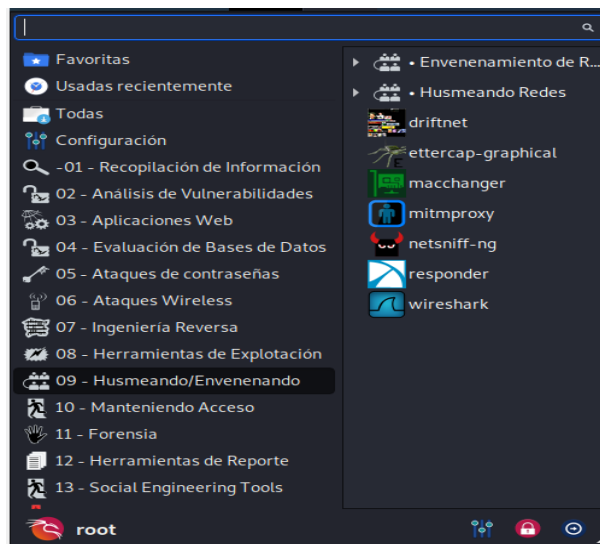 Favoritas
Usadas recientemente
Todas
Configuración
-01 - Recopilación de Información
02 - Análisis de Vulnerabilidades
03 - Aplicaciones Web
04 - Evaluación de Bases de Datos
05 - Ataques de contraseñas
06 - Ataques Wireless
07 - Ingeniería Reversa
08 - Herramientas de Explotación
09 - Husmeando/Envenenando
10 - Manteniendo Acceso
11 - Forensia
12 - Herramientas de Reporte
13 - Social Engineering Tools
• Envenenamiento de R...
• Husmeando Redes
driftnet
ettercap-graphical
macchanger
mitmproxy
netsniff-ng
responder
wireshark
root